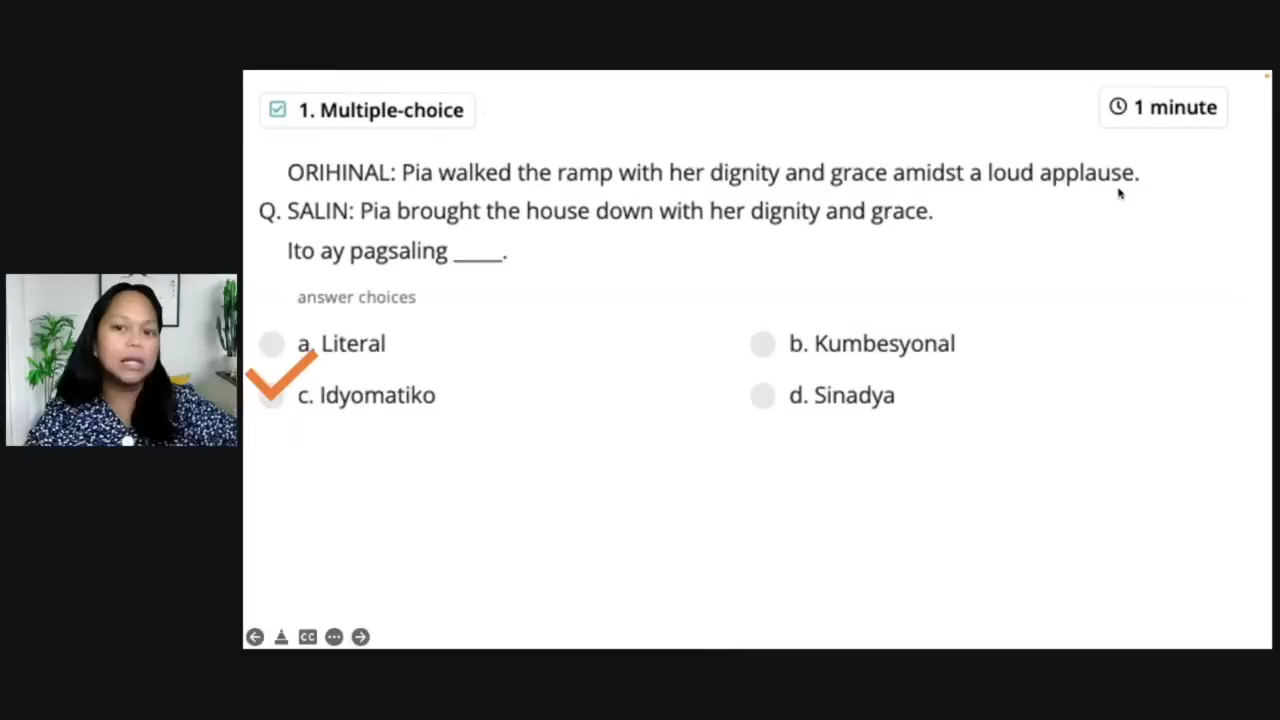 1. Multiple-choice
1 minute
ORIHINAL: Pia walked the ramp with her dignity and grace amidst a loud applause.
Q. SALIN: Pia brought the house down with her dignity and grace.
Ito ay pagsaling _____.
answer choices
a. Literal
b. Kumbesyonal
c. Idyomatiko
d. Sinadya
CC